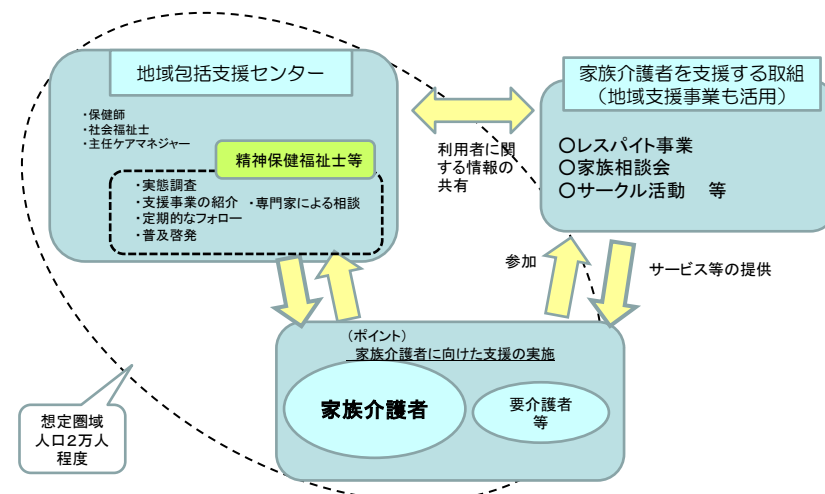 地域包括支援センター
・保健師
・社会福祉士
・主任ケアマネジャー
精神保健福祉士等
・実態調査
・支援事業の紹介 ・専門家による相談
・定期的なフォロー
・普及啓発
利用者に関
する情報の
共有
家族介護者を支援する取組
（地域支援事業も活用）
〇レスパイト事業
〇家族相談会
〇サークル活動　等
参加
サービス等の提供
（ポイント）
家族介護者に向けた支援の実施
家族介護者
要介護者
等
想定圏域
人口２万人
程度